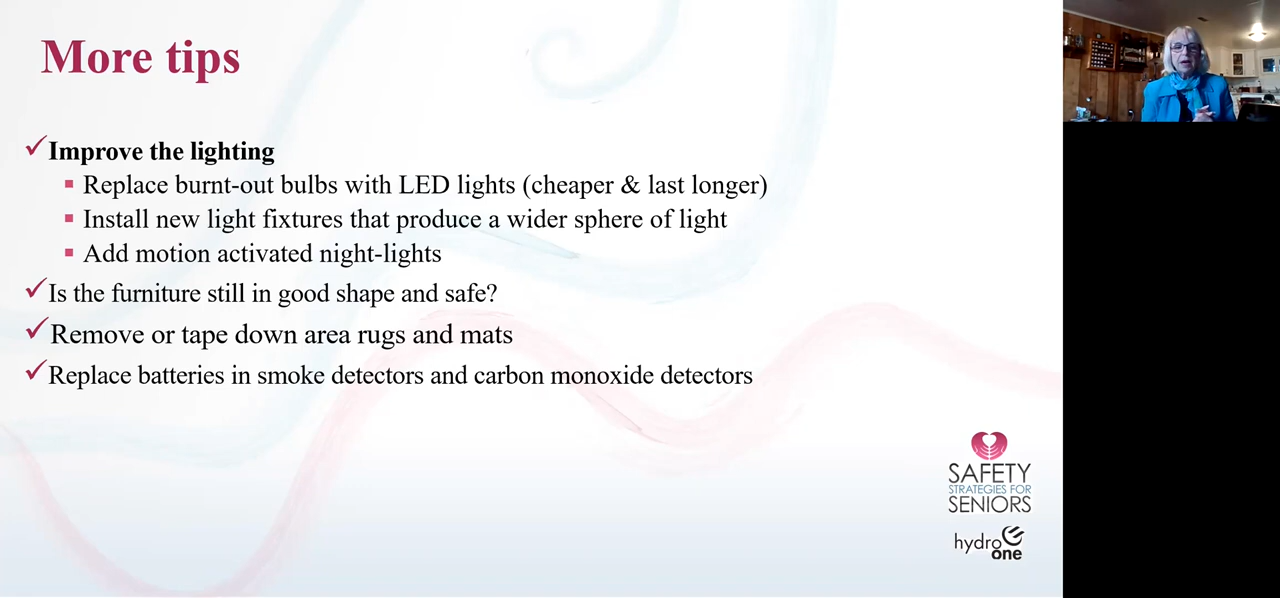 More tips
Improve the lighting
Replace burnt-out bulbs with LED lights (cheaper & last longer)
Install new light fixtures that produce a wider sphere of light
Add motion activated night-lights
Is the furniture still in good shape and safe?
Remove or tape down area rugs and mats
Replace batteries in smoke detectors and carbon monoxide detectors
SAFETY
STRATEGIES FOR
SENIORS
hydro
one